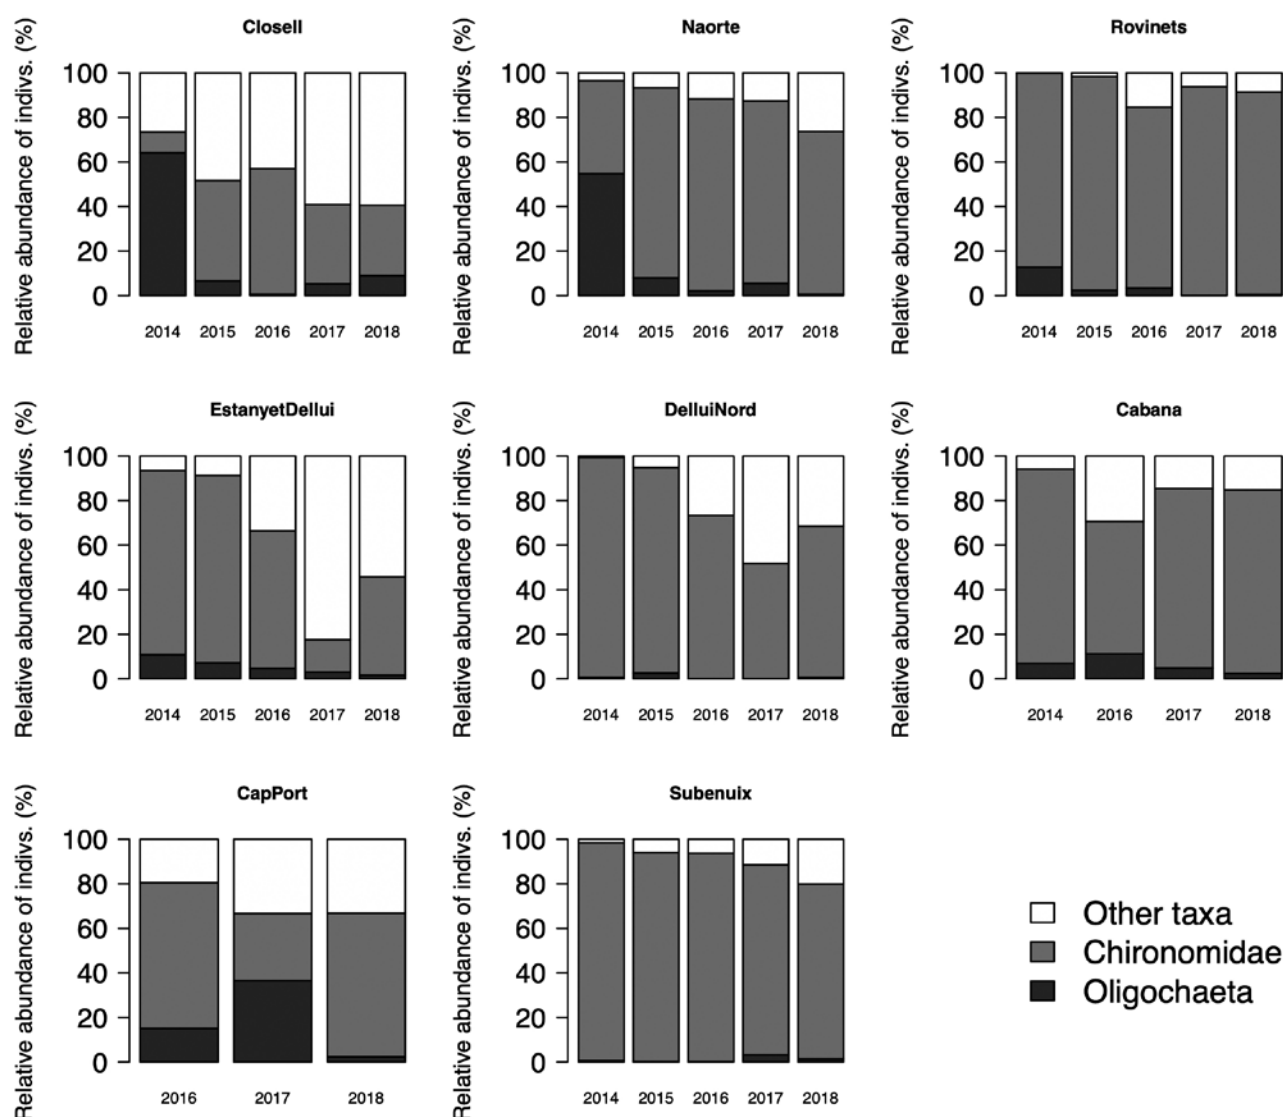 Closell
Relative abundance of indivs. (%)
100
80
60
40
20
0
2014 2015 2016 2017 2018
Naorte
Relative abundance of indivs. (%)
100
80
60
40
20
0
2014 2015 2016 2017 2018
Rovinets
Relative abundance of indivs. (%)
100
80
60
40
20
0
2014 2015 2016 2017 2018
EstanyetDellui
Relative abundance of indivs. (%)
100
80
60
40
20
0
2014 2015 2016 2017 2018
DelluiNord
Relative abundance of indivs. (%)
100
80
60
40
20
0
2014 2015 2016 2017 2018
Cabana
Relative abundance of indivs. (%)
100
80
60
40
20
0
2014 2016 2017 2018
CapPort
Relative abundance of indivs. (%)
100
80
60
40
20
0
2016 2017 2018
Subenuix
Relative abundance of indivs. (%)
100
80
60
40
20
0
2014 2015 2016 2017 2018
Other taxa
Chironomidae
Oligochaeta